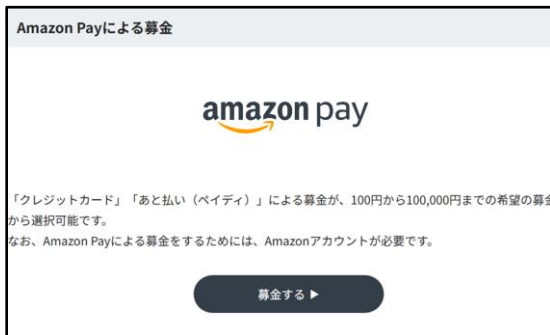 Amazon Payによる募金
amazon pay
「クレジットカード」「あと払い（ペイディ）」による募金が、100円から100,000円までの希望の募金
から選択可能です。
なお、Amazon Payによる募金をするためには、Amazonアカウントが必要です。
募金する ▶